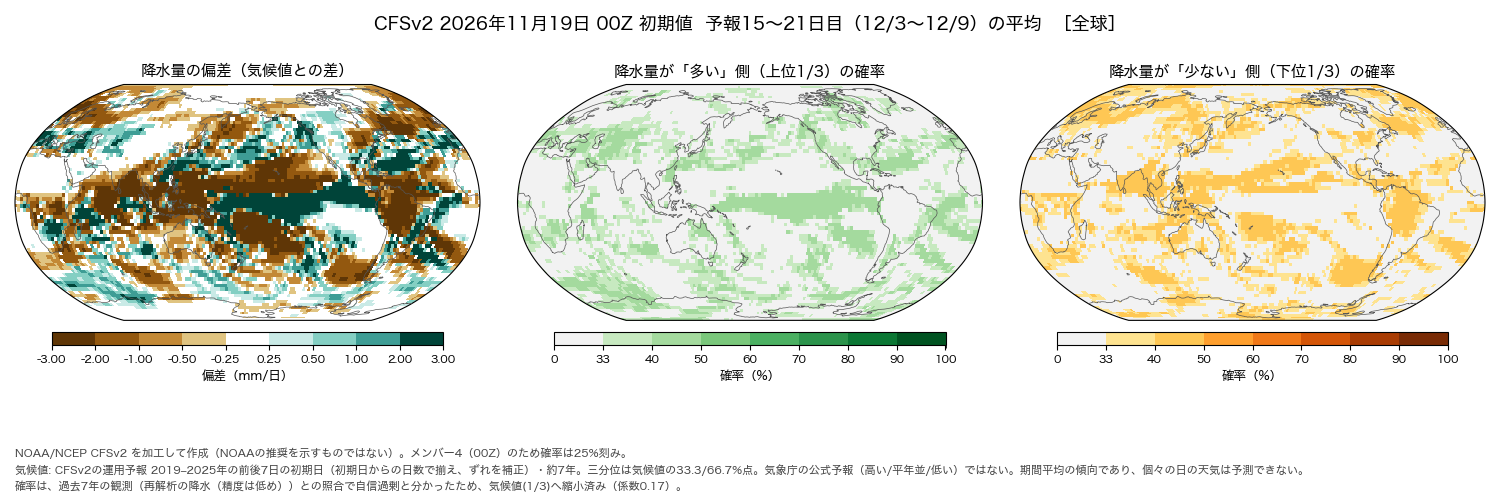 CFSv2 2026年11月19日 00Z 初期値 予報15〜21日目（12/3〜12/9）の平均 ［全球］
降水量の偏差（気候値との差）
降水量が「多い」側（上位1/3）の確率
降水量が「少ない」側（下位1/3）の確率
-3.00 -2.00 -1.00 -0.50 -0.25 0.25 0.50 1.00 2.00 3.00
偏差（mm/日）
0 33 40 50 60 70 80 90 100
確率（%）
0 33 40 50 60 70 80 90 100
確率（%）
NOAA/NCEP CFSv2 を加工して作成（NOAAの推奨を示すものではない）。メンバー4（00Z）のため確率は25%刻み。
気候値: CFSv2の運用予報 2019–2025年の前後7日の初期日（初期日からの日数で揃え、ずれを補正）・約7年。三分位は気候値の33.3/66.7%点。気象庁の公式予報（高い/平年並/低い）ではない。期間平均の傾向であり、個々の日の天気は予測できない。
確率は、過去7年の観測（再解析の降水（精度は低め））との照合で自信過剰と分かったため、気候値(1/3)へ縮小済み（係数0.17）。